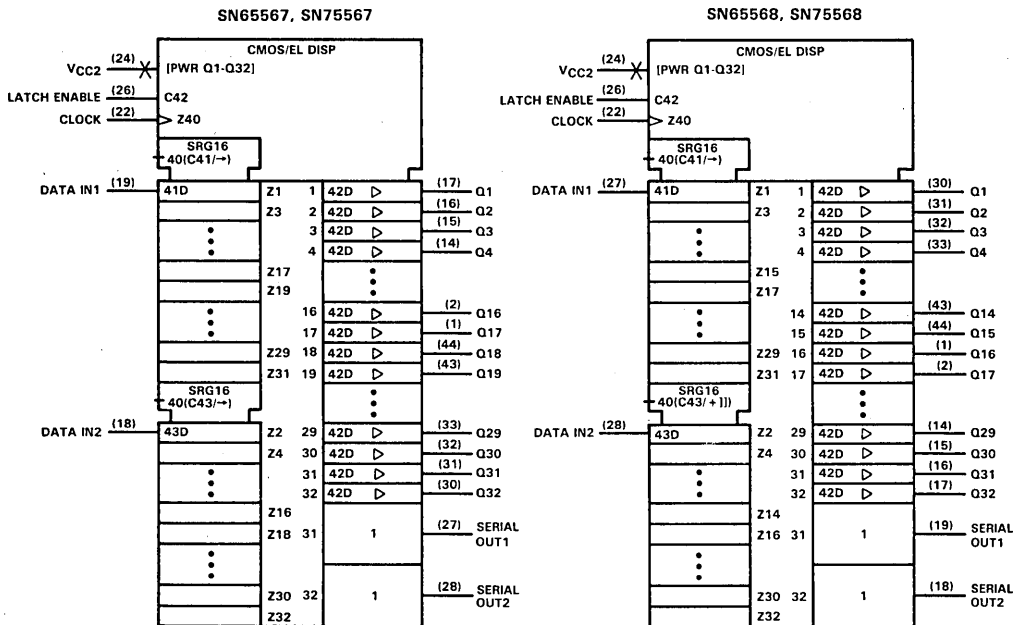 SN65567, SN75567
CMOS/EL DISP
VCC2 (24) [PWR Q1-Q32]
LATCH ENABLE (26) C42
CLOCK (22) Z40
SRG16
40(C41/→)
DATA IN1 (19) 41D Z1 1 42D ▷ (17) Q1
Z3 2 42D ▷ (16) Q2
3 42D ▷ (15) Q3
4 42D ▷ (14) Q4
Z17
Z19
16 42D ▷ (2) Q16
17 42D ▷ (1) Q17
Z29 18 42D ▷ (44) Q18
Z31 19 42D ▷ (43) Q19
SRG16
40(C43/→)
DATA IN2 (18) 43D Z2 29 42D ▷ (33) Q29
Z4 30 42D ▷ (32) Q30
31 42D ▷ (31) Q31
32 42D ▷ (30) Q32
Z16
Z18 31 1 (27) SERIAL
OUT1
Z30 32 1 (28) SERIAL
OUT2
Z32
SN65568, SN75568
CMOS/EL DISP
VCC2 (24) [PWR Q1-Q32]
LATCH ENABLE (26) C42
CLOCK (22) Z40
SRG16
40(C41/→)
DATA IN1 (27) 41D Z1 1 42D ▷ (30) Q1
Z3 2 42D ▷ (31) Q2
3 42D ▷ (32) Q3
4 42D ▷ (33) Q4
Z15
Z17
14 42D ▷ (43) Q14
15 42D ▷ (44) Q15
Z29 16 42D ▷ (1) Q16
Z31 17 42D ▷ (2) Q17
SRG16
40(C43/+]])
DATA IN2 (28) 43D Z2 29 42D ▷ (14) Q29
Z4 30 42D ▷ (15) Q30
31 42D ▷ (16) Q31
32 42D ▷ (17) Q32
Z14
Z16 31 1 (19) SERIAL
OUT1
Z30 32 1 (18) SERIAL
OUT2
Z32